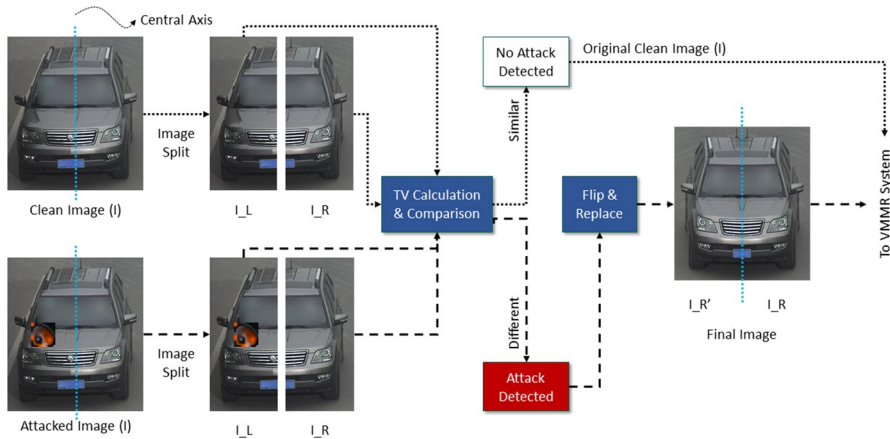 Central Axis
Image
Split
I_L
I_R
Clean Image (I)
No Attack
Detected
Original Clean Image (I)
Similar
TV Calculation
& Comparison
Flip &
Replace
To VMMR System
I_R’
I_R
Final Image
Different
Attack
Detected
Image
Split
Attacked Image (I)
I_L
I_R